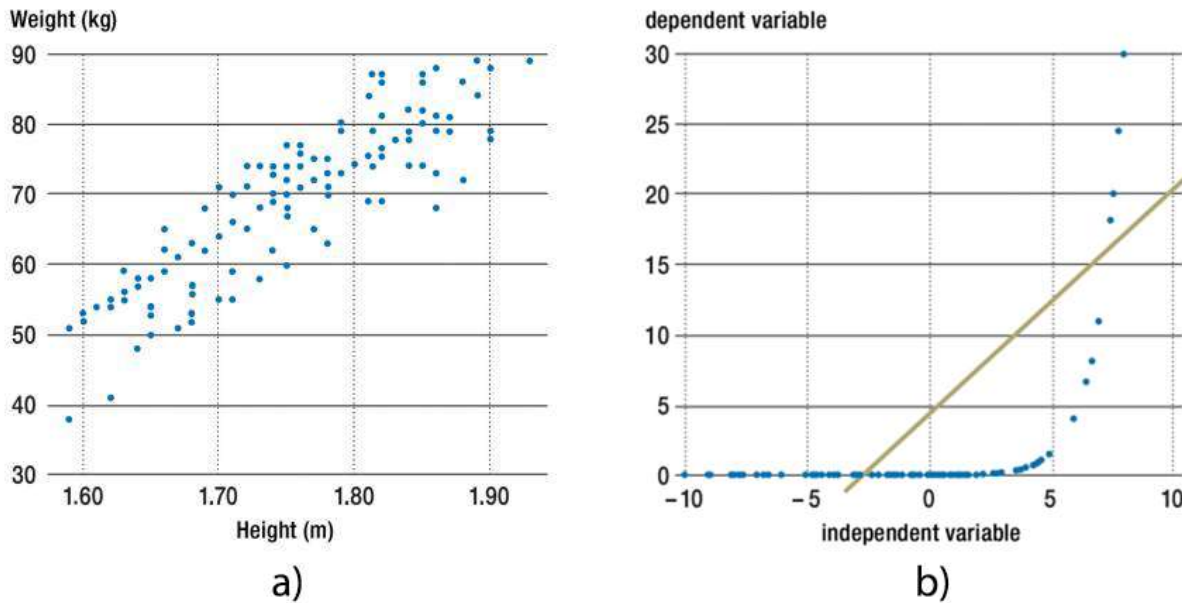 Weight (kg)
90
80
70
60
50
40
30
1.60 1.70 1.80 1.90
Height (m)
a)
dependent variable
30
25
20
15
10
5
0
−10 −5 0 5 10
independent variable
b)